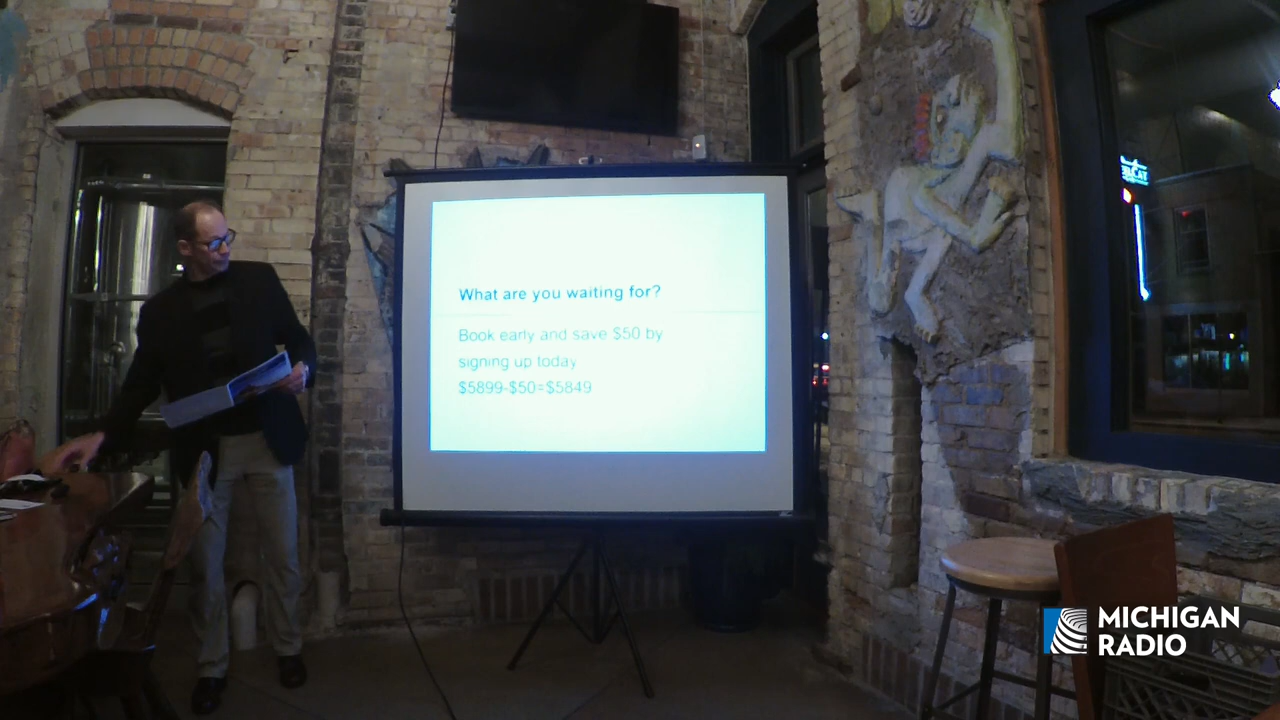 What are you waiting for?
Book early and save $50 by
signing up today
$5899-$50=$5849
MICHIGAN
RADIO